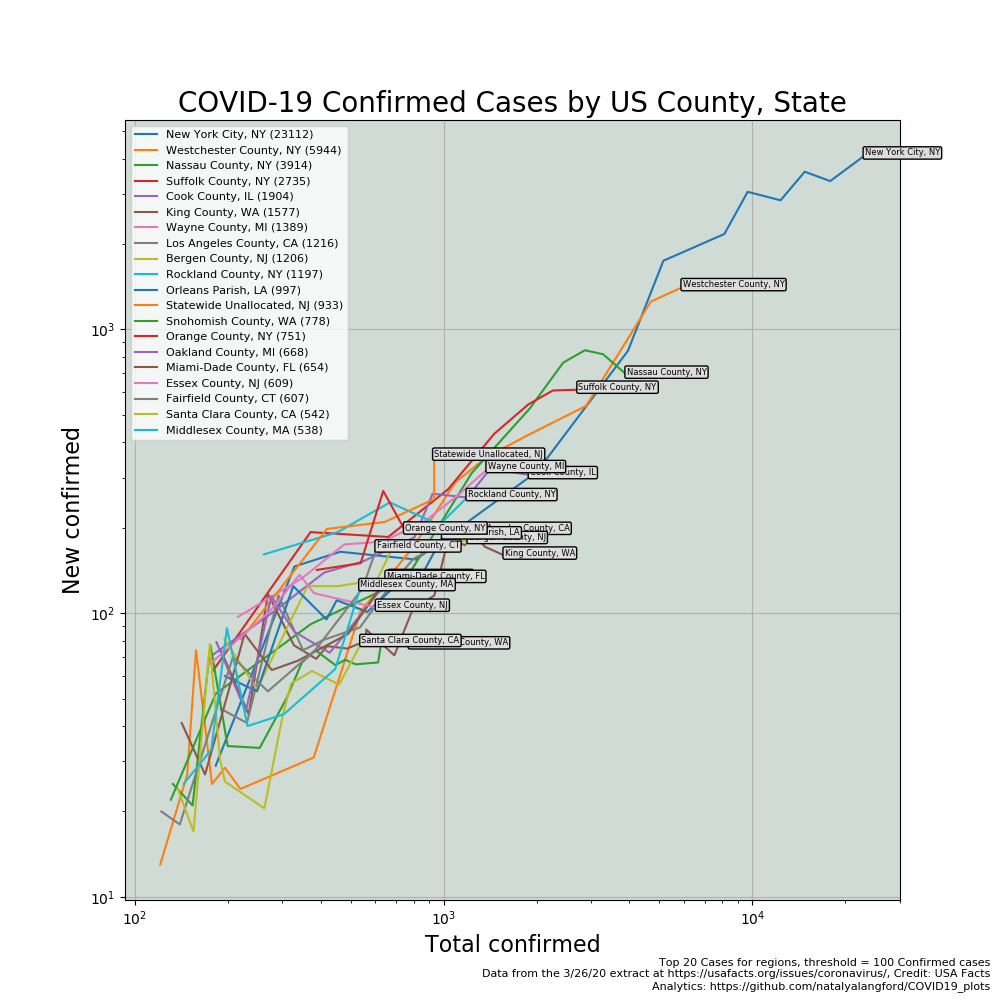 COVID-19 Confirmed Cases by US County, State
New York City, NY (23112)
Westchester County, NY (5944)
Nassau County, NY (3914)
Suffolk County, NY (2735)
Cook County, IL (1904)
King County, WA (1577)
Wayne County, MI (1389)
Los Angeles County, CA (1216)
Bergen County, NJ (1206)
Rockland County, NY (1197)
Orleans Parish, LA (997)
Statewide Unallocated, NJ (933)
Snohomish County, WA (778)
Orange County, NY (751)
Oakland County, MI (668)
Miami-Dade County, FL (654)
Essex County, NJ (609)
Fairfield County, CT (607)
Santa Clara County, CA (542)
Middlesex County, MA (538)
New York City, NY
Westchester County, NY
Nassau County, NY
Suffolk County, NY
Statewide Unallocated, NJ
Wayne County, MI
County, IL
Rockland County, NY
Orange County, NY
County, CA
LA
NJ
Fairfield County, CT
King County, WA
Miami-Dade County, FL
Middlesex County, MA
Essex County, NJ
Santa Clara County, CA
County, WA
New confirmed
10³
10²
10¹
10² 10³ 10⁴
Total confirmed
Top 20 Cases for regions, threshold = 100 Confirmed cases
Data from the 3/26/20 extract at https://usafacts.org/issues/coronavirus/, Credit: USA Facts
Analytics: https://github.com/natalyalangford/COVID19_plots